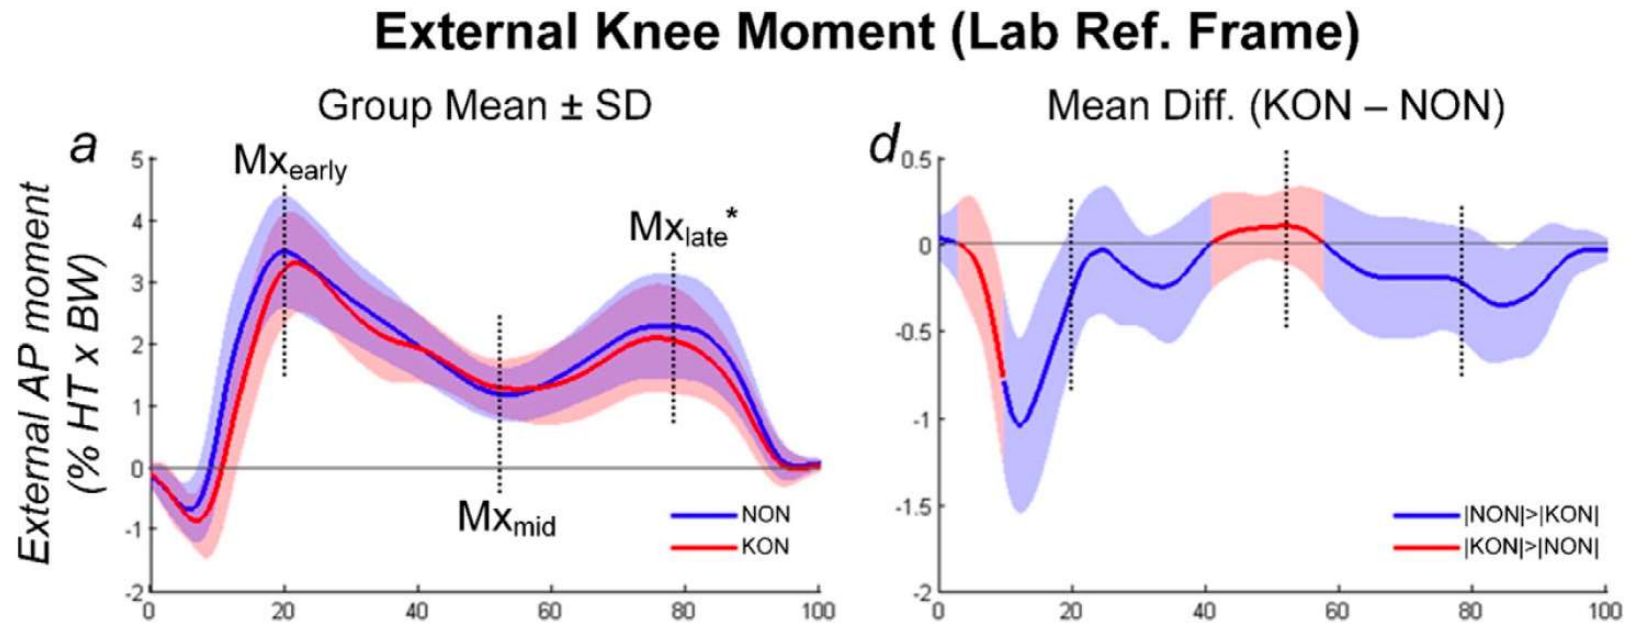 External Knee Moment (Lab Ref. Frame)
Group Mean ± SD
Mean Diff. (KON – NON)
a
d
External AP moment
(% HT x BW)
5
4
3
2
1
0
-1
-2
0
20
40
60
80
100
Mxearly
Mxlate*
Mxmid
NON
KON
0.5
0
-0.5
-1
-1.5
-2
0
20
40
60
80
100
|NON|>|KON|
|KON|>|NON|